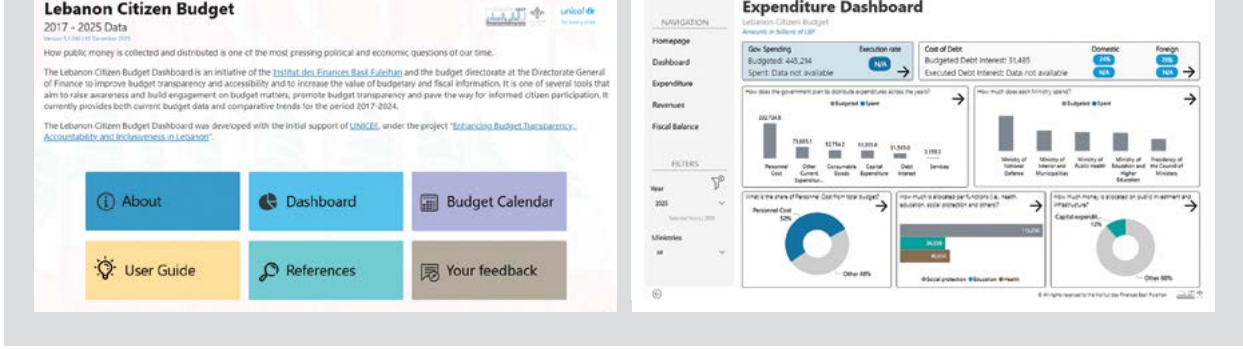 Lebanon Citizen Budget
2017 - 2025 Data
How public money is collected and distributed is one of the most pressing political and economic questions of our time.
The Lebanon Citizen Budget Dashboard is an initiative of the Institut des Finances Basil Fuleihan and the budget directorate at the Directorate General
of Finance to improve budget transparency and accessibility and to increase the value of budgetary and fiscal information. It is one of several tools that
aim to raise awareness and build engagement on budget matters, promote budget transparency and pave the way for informed citizen participation. It
currently provides both current budget data and comparative trends for the period 2017-2024.
The Lebanon Citizen Budget Dashboard was developed with the initial support of UNICEF, under the project "Enhancing Budget Transparency,
Accountability and Inclusiveness in Lebanon".
unicef
for every child
About
Dashboard
Budget Calendar
User Guide
References
Your feedback
NAVIGATION
Homepage
Dashboard
Expenditure
Revenues
Fiscal Balance
FILTERS
Year
2025
Ministries
All
Expenditure Dashboard
Lebanon Citizen Budget
Amounts in billions of LBP
Gov. Spending
Execution rate
Budgeted: 445,214
N/A
Spent: Data not available
Cost of Debt
Domestic
Foreign
Budgeted Debt Interest: 31,485
Executed Debt Interest: Data not available
N/A
N/A
How does the government plan to distribute expenditures across the years?
Budgeted Spent
Personnel Cost
Other Current Expenditur...
Consumable Goods
Capital Expenditure
Debt Interest
Services
How much does each Ministry spend?
Budgeted Spent
Ministry of National Defense
Ministry of Interior and Municipalities
Ministry of Public Health
Ministry of Education and Higher Education
Presidency of the Council of Ministers
What is the share of Personnel Cost from total budget?
Personnel Cost
52%
Other 48%
How much is allocated per functions (i.e., health,
education, social protection and others)?
Social protection Education Health
How much money is allocated on public investment and
infrastructure?
Capital expendit...
12%
Other 88%
© All rights reserved to the Institut des Finances Basil Fuleihan